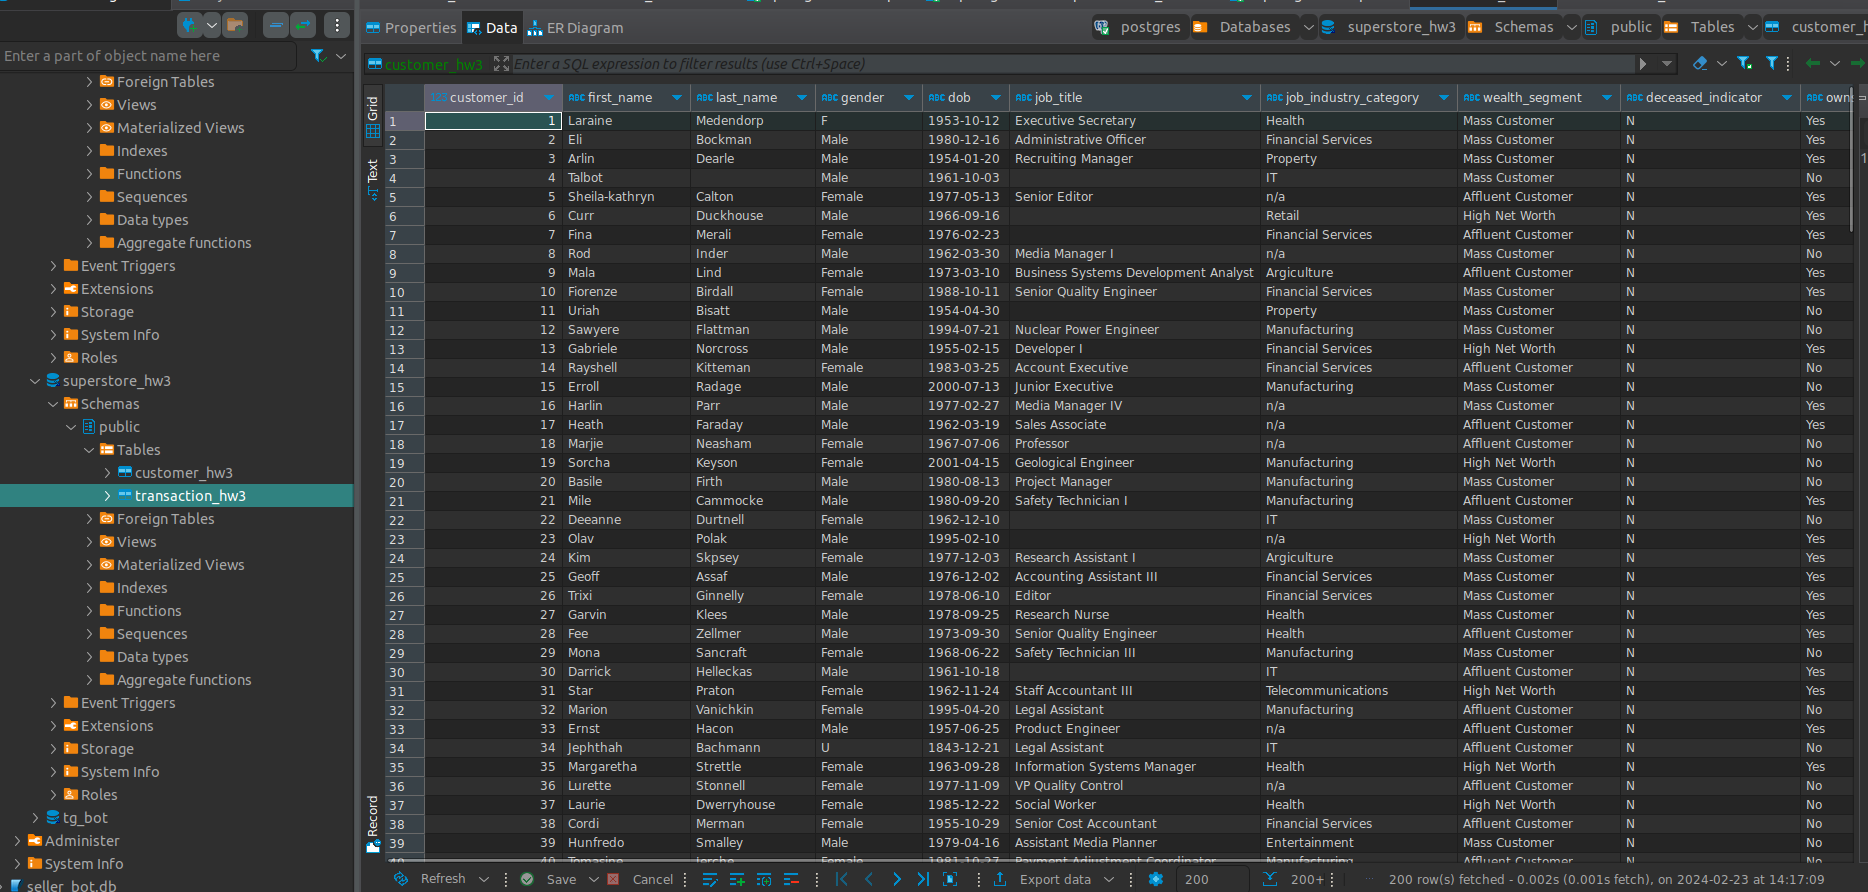 Properties Data ER Diagram postgres Databases superstore_hw3 Schemas public Tables customer_h
Enter a part of object name here
customer_hw3 Enter a SQL expression to filter results (use Ctrl+Space)
Foreign Tables
Views
Materialized Views
Indexes
Functions
Sequences
Data types
Aggregate functions
Event Triggers
Extensions
Storage
System Info
Roles
superstore_hw3
Schemas
public
Tables
customer_hw3
transaction_hw3
Foreign Tables
Views
Materialized Views
Indexes
Functions
Sequences
Data types
Aggregate functions
Event Triggers
Extensions
Storage
System Info
Roles
tg_bot
Administer
System Info
seller_bot.db
Grid
Text
Record
123 customer_id ABC first_name ABC last_name ABC gender ABC dob ABC job_title ABC job_industry_category ABC wealth_segment ABC deceased_indicator ABC own
1 1 Laraine Medendorp F 1953-10-12 Executive Secretary Health Mass Customer N Yes
2 2 Eli Bockman Male 1980-12-16 Administrative Officer Financial Services Mass Customer N Yes
3 3 Arlin Dearle Male 1954-01-20 Recruiting Manager Property Mass Customer N Yes
4 4 Talbot Male 1961-10-03 IT Mass Customer N No
5 5 Sheila-kathryn Calton Female 1977-05-13 Senior Editor n/a Affluent Customer N Yes
6 6 Curr Duckhouse Male 1966-09-16 Retail High Net Worth N Yes
7 7 Fina Merali Female 1976-02-23 Financial Services Affluent Customer N Yes
8 8 Rod Inder Male 1962-03-30 Media Manager I n/a Mass Customer N No
9 9 Mala Lind Female 1973-03-10 Business Systems Development Analyst Argiculture Affluent Customer N Yes
10 10 Fiorenze Birdall Female 1988-10-11 Senior Quality Engineer Financial Services Mass Customer N Yes
11 11 Uriah Bisatt Male 1954-04-30 Property Mass Customer N No
12 12 Sawyere Flattman Male 1994-07-21 Nuclear Power Engineer Manufacturing Mass Customer N No
13 13 Gabriele Norcross Male 1955-02-15 Developer I Financial Services High Net Worth N Yes
14 14 Rayshell Kitteman Female 1983-03-25 Account Executive Financial Services Affluent Customer N No
15 15 Erroll Radage Male 2000-07-13 Junior Executive Manufacturing Mass Customer N No
16 16 Harlin Parr Male 1977-02-27 Media Manager IV n/a Mass Customer N Yes
17 17 Heath Faraday Male 1962-03-19 Sales Associate n/a Affluent Customer N Yes
18 18 Marjie Neasham Female 1967-07-06 Professor n/a Affluent Customer N No
19 19 Sorcha Keyson Female 2001-04-15 Geological Engineer Manufacturing High Net Worth N No
20 20 Basile Firth Male 1980-08-13 Project Manager Manufacturing Mass Customer N No
21 21 Mile Cammocke Male 1980-09-20 Safety Technician I Manufacturing Affluent Customer N Yes
22 22 Deeanne Durtnell Female 1962-12-10 IT Mass Customer N No
23 23 Olav Polak Male 1995-02-10 n/a High Net Worth N Yes
24 24 Kim Skpsey Female 1977-12-03 Research Assistant I Argiculture Mass Customer N Yes
25 25 Geoff Assaf Male 1976-12-02 Accounting Assistant III Financial Services Mass Customer N Yes
26 26 Trixi Ginnelly Female 1978-06-10 Editor Financial Services Mass Customer N Yes
27 27 Garvin Klees Male 1978-09-25 Research Nurse Health Mass Customer N Yes
28 28 Fee Zellmer Male 1973-09-30 Senior Quality Engineer Health Affluent Customer N Yes
29 29 Mona Sancraft Female 1968-06-22 Safety Technician III Manufacturing Mass Customer N No
30 30 Darrick Helleckas Male 1961-10-18 IT Affluent Customer N Yes
31 31 Star Praton Female 1962-11-24 Staff Accountant III Telecommunications High Net Worth N Yes
32 32 Marion Vanichkin Female 1995-04-20 Legal Assistant Manufacturing Affluent Customer N No
33 33 Ernst Hacon Male 1957-06-25 Product Engineer n/a Affluent Customer N Yes
34 34 Jephthah Bachmann U 1843-12-21 Legal Assistant IT Affluent Customer N No
35 35 Margaretha Strettle Female 1963-09-28 Information Systems Manager Health High Net Worth N Yes
36 36 Lurette Stonnell Female 1977-11-09 VP Quality Control n/a Affluent Customer N No
37 37 Laurie Dwerryhouse Female 1985-12-22 Social Worker Health High Net Worth N No
38 38 Cordi Merman Female 1955-10-29 Senior Cost Accountant Financial Services Affluent Customer N No
39 39 Hunfredo Smalley Male 1979-04-16 Assistant Media Planner Entertainment Mass Customer N No
Refresh Save Cancel Export data 200 200+ 200 row(s) fetched - 0.002s (0.001s fetch), on 2024-02-23 at 14:17:09